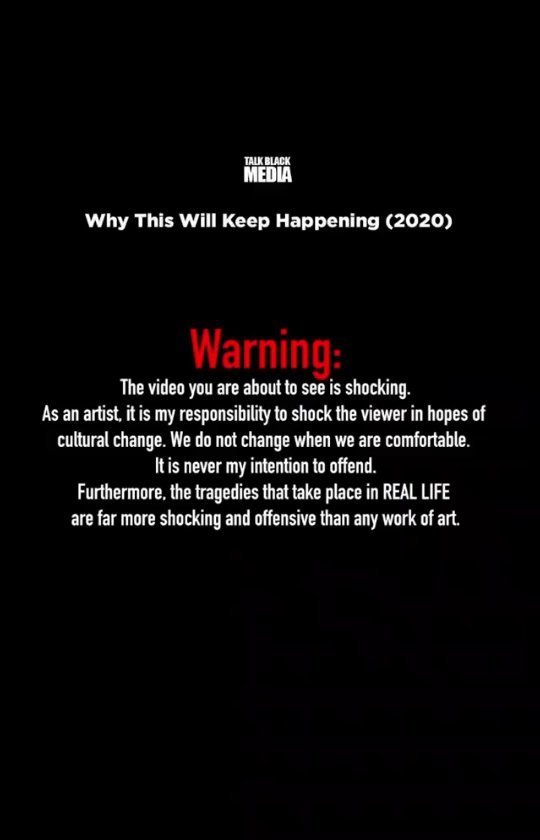 TALK BLACK
MEDIA
Why This Will Keep Happening (2020)
Warning:
The video you are about to see is shocking.
As an artist, it is my responsibility to shock the viewer in hopes of
cultural change. We do not change when we are comfortable.
It is never my intention to offend.
Furthermore, the tragedies that take place in REAL LIFE
are far more shocking and offensive than any work of art.